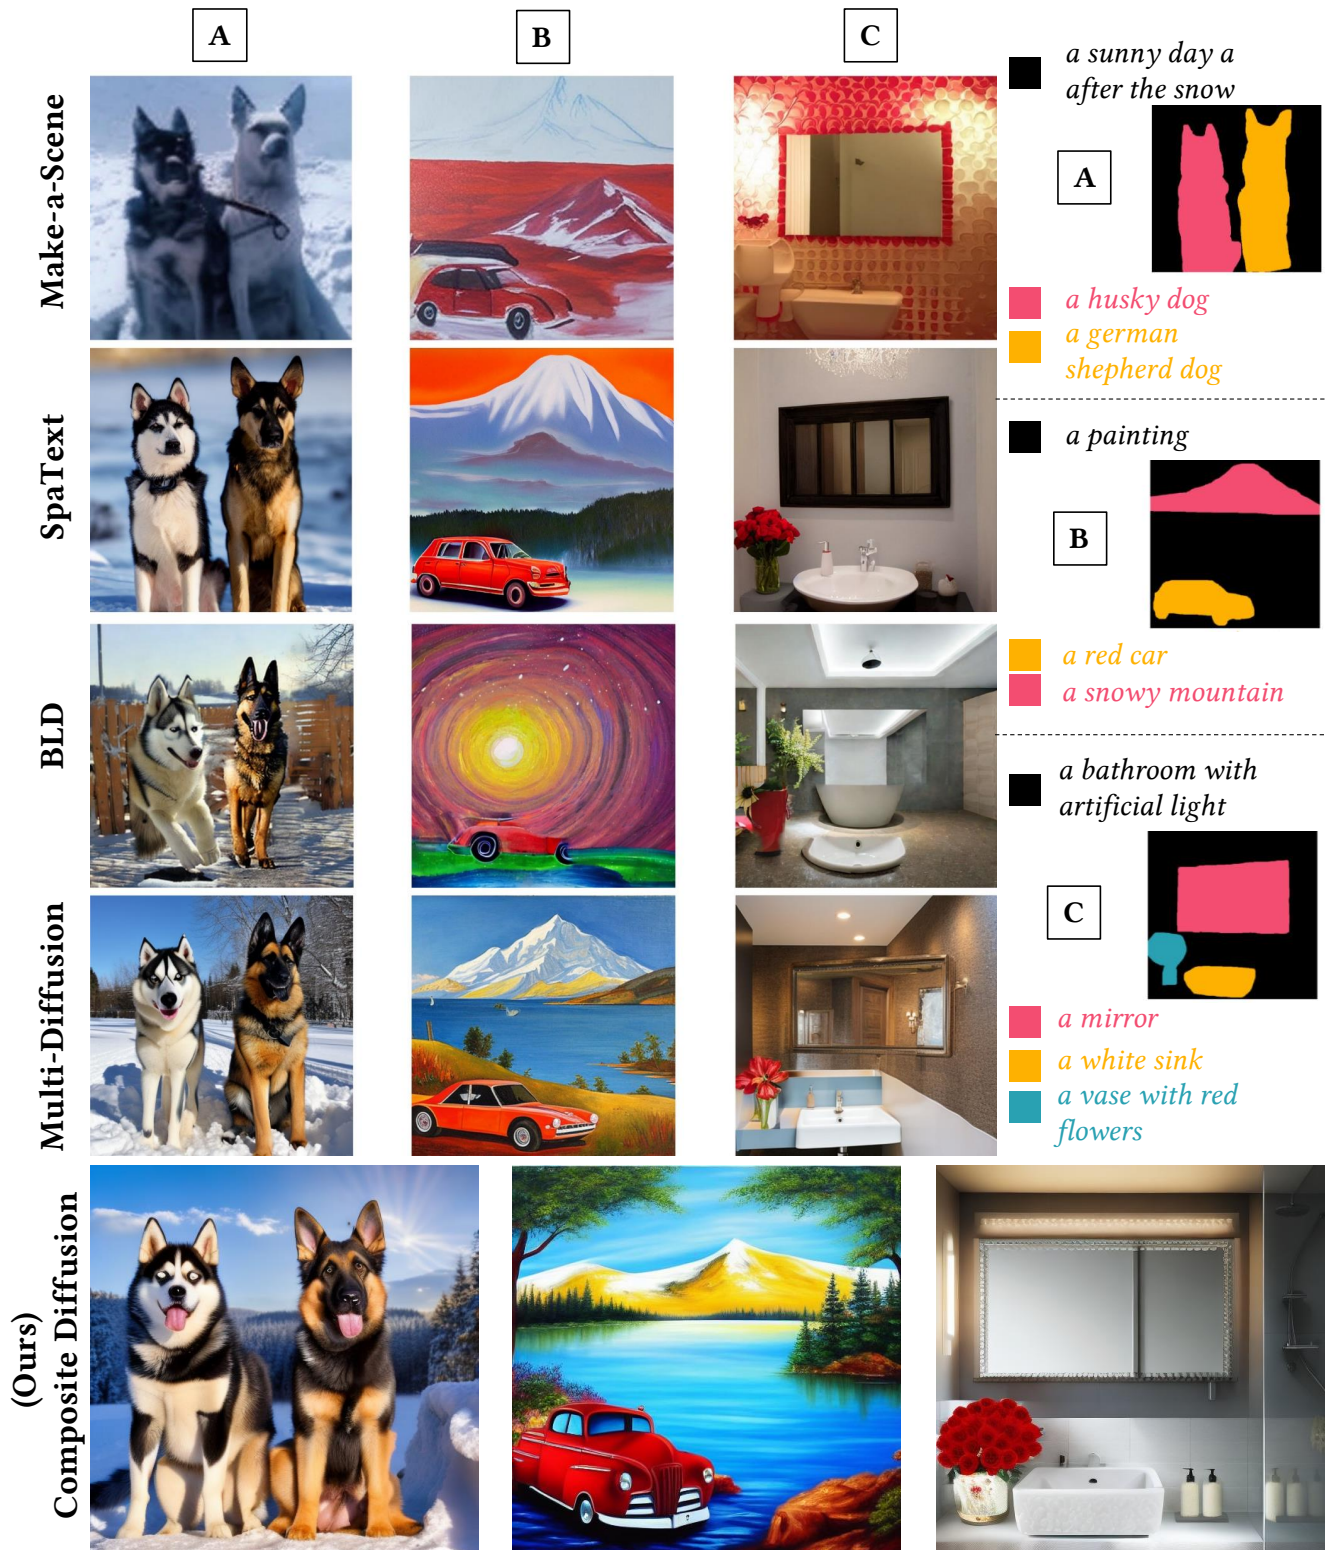 A
B
C
Make-a-Scene
SpaText
BLD
Multi-Diffusion
(Ours)
Composite Diffusion
a sunny day a
after the snow
A
a husky dog
a german
shepherd dog
a painting
B
a red car
a snowy mountain
a bathroom with
artificial light
C
a mirror
a white sink
a vase with red
flowers